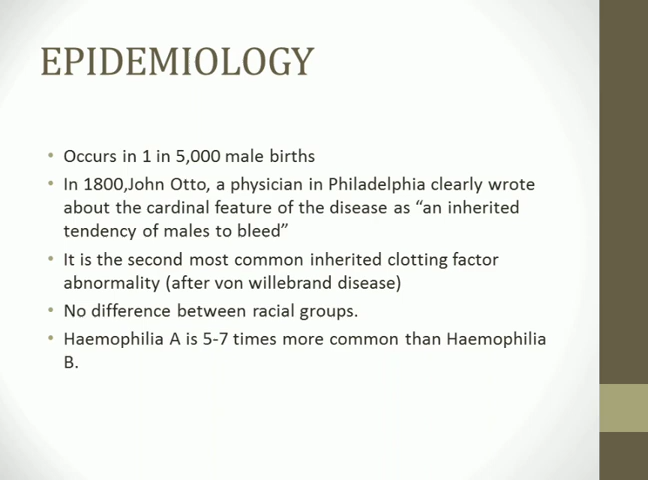 EPIDEMIOLOGY
• Occurs in 1 in 5,000 male births
• In 1800,John Otto, a physician in Philadelphia clearly wrote
about the cardinal feature of the disease as “an inherited
tendency of males to bleed”
• It is the second most common inherited clotting factor
abnormality (after von willebrand disease)
• No difference between racial groups.
• Haemophilia A is 5-7 times more common than Haemophilia
B.